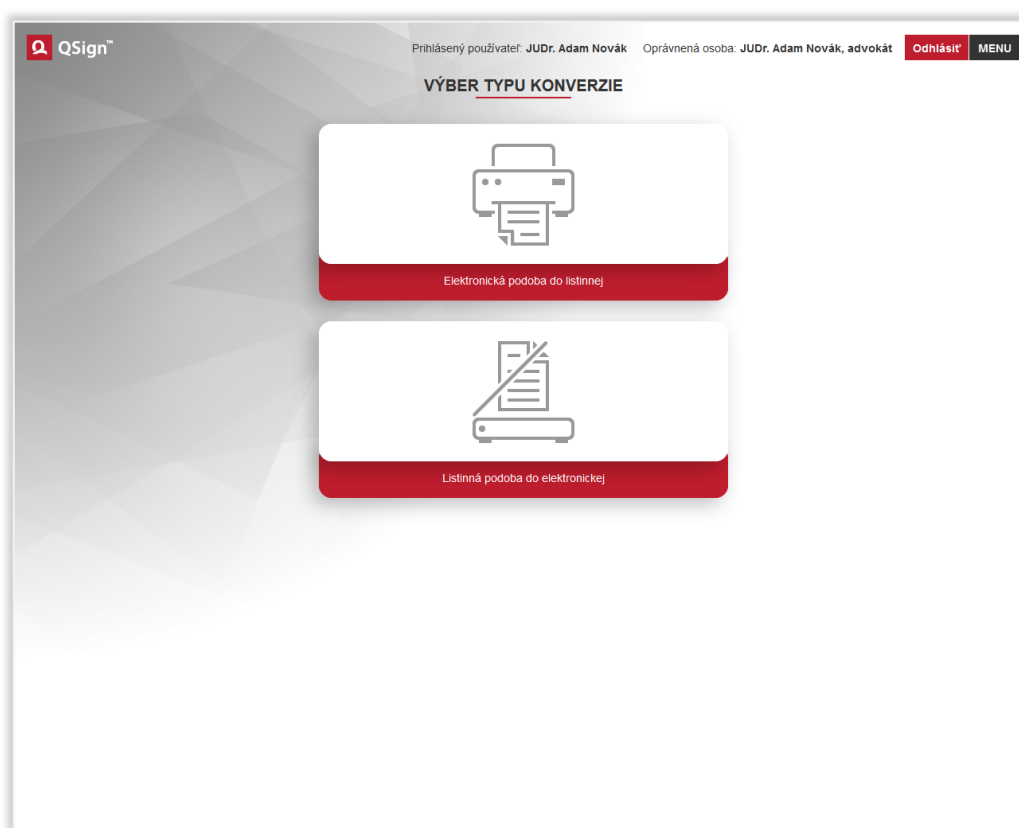 QSign™
Prihlásený používateľ: JUDr. Adam Novák Oprávnená osoba: JUDr. Adam Novák, advokát Odhlásiť MENU
VÝBER TYPU KONVERZIE
Elektronická podoba do listinnej
Listinná podoba do elektronickej